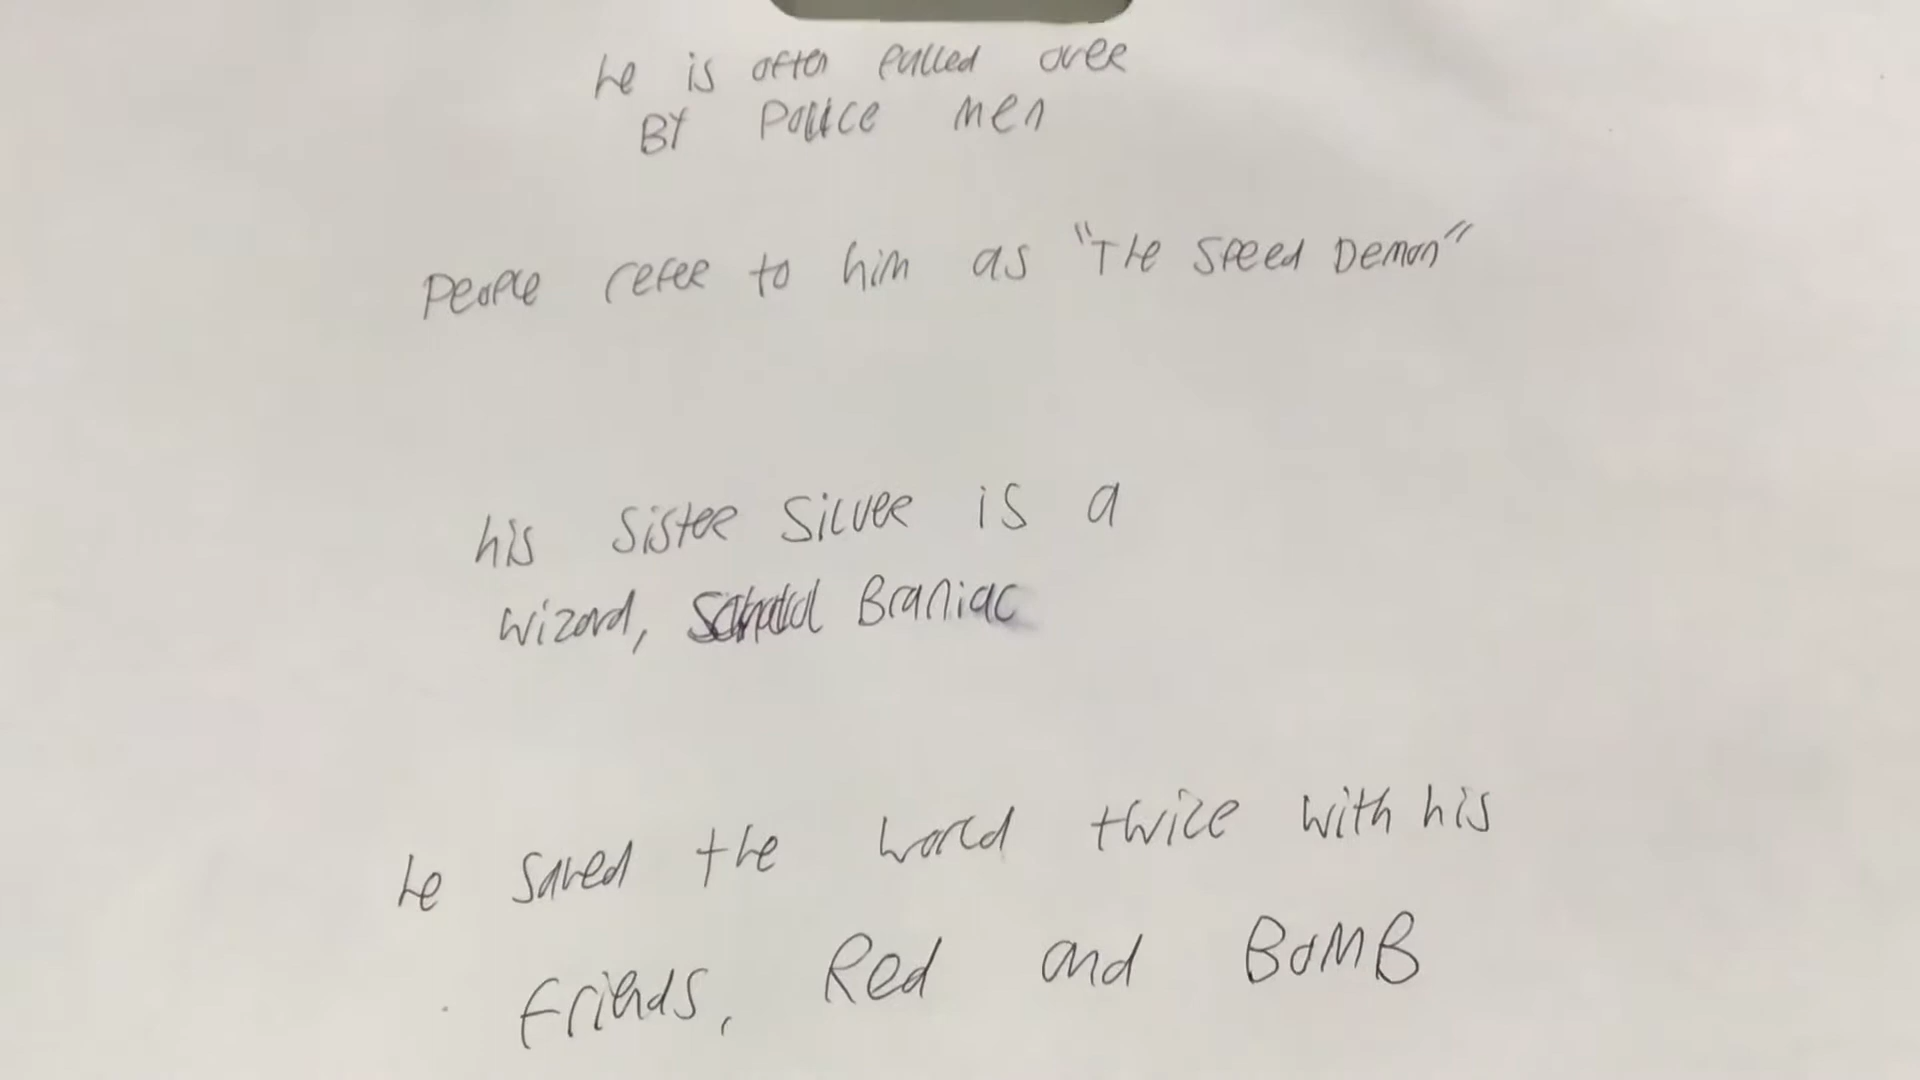 he is often pulled over
BY Police men
People refer to him as "The Speed Demon"
his Sister Silver is a
wizard, Braniac
he saved the world twice with his
friends, Red and BOMB